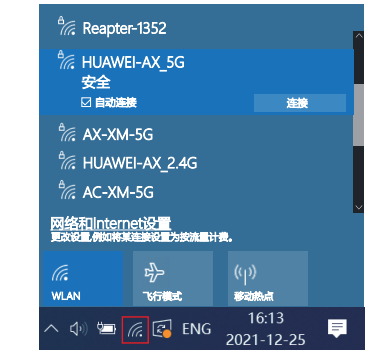 Reapter-1352
HUAWEI-AX_5G
安全
自动连接
连接
AX-XM-5G
HUAWEI-AX_2.4G
AC-XM-5G
网络和Internet设置
更改设置,例如将某连接设置为按流量计费。
WLAN
飞行模式
移动热点
ENG
16:13
2021-12-25